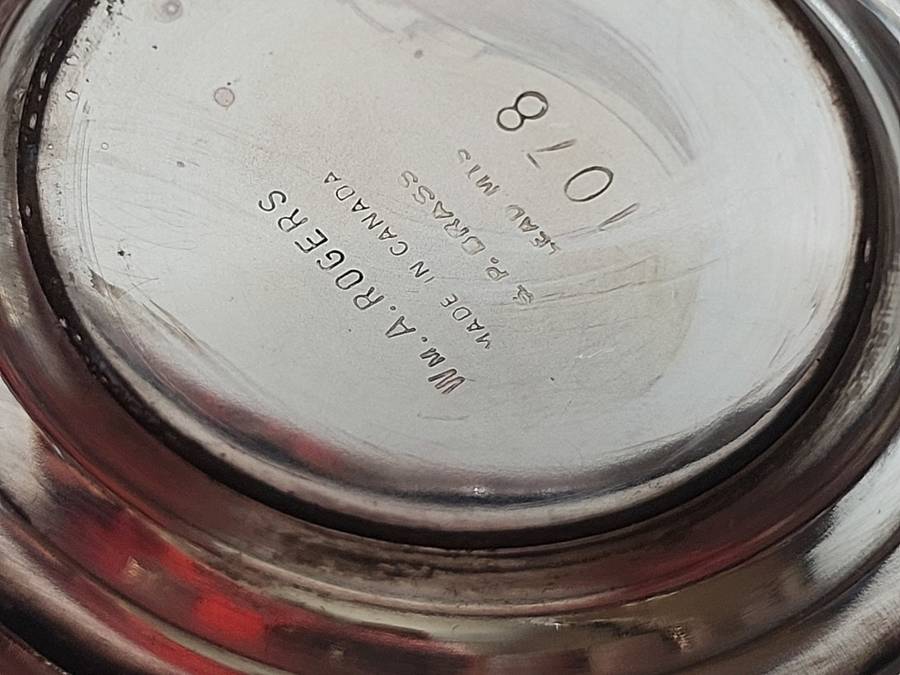 WM. A. ROGERS
MADE IN CANADA
S. P. BRASS
LEAD MTS
1078